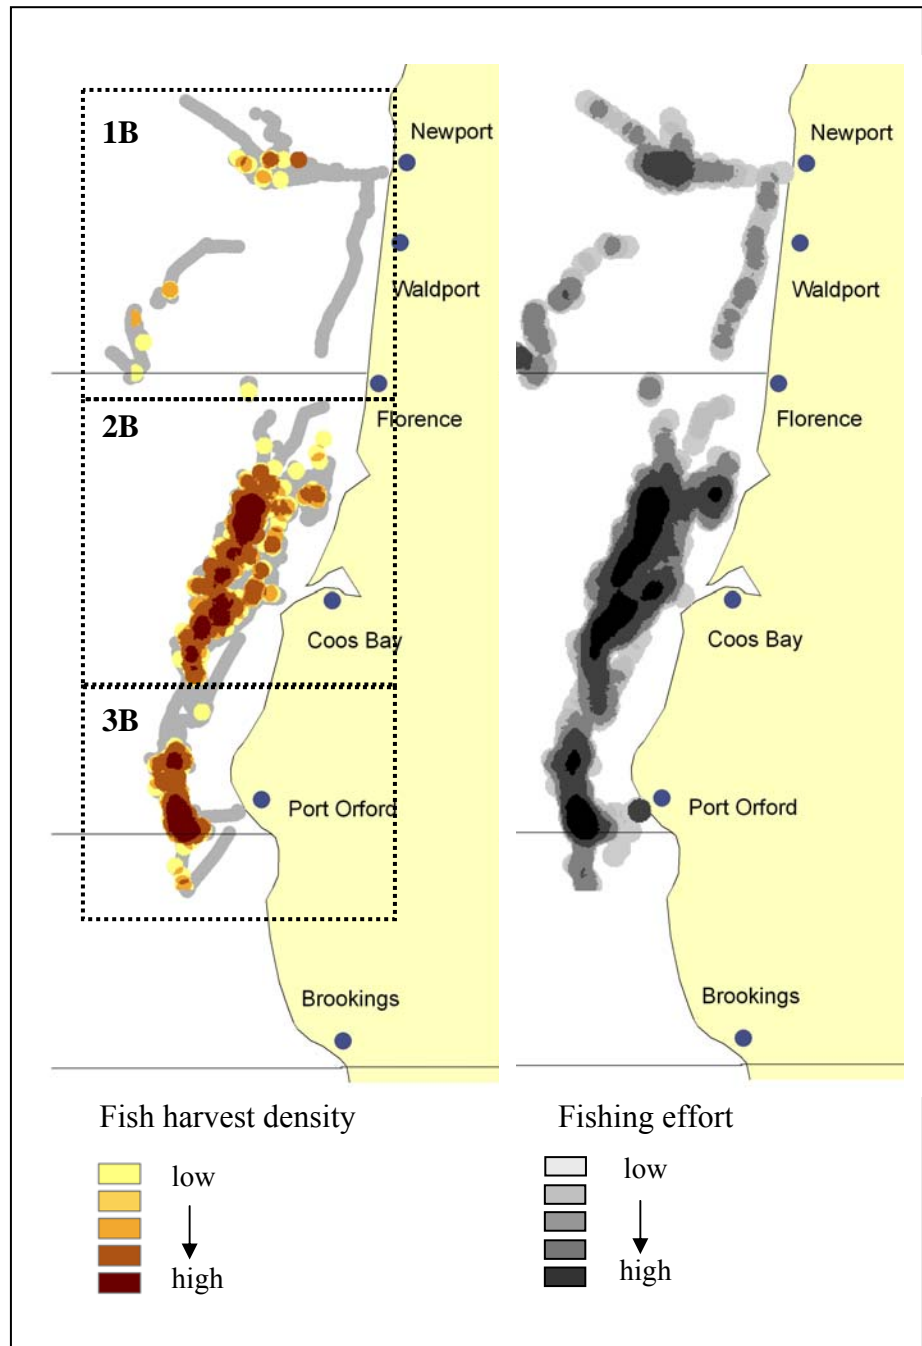 1B
Newport
Waldport
2B
Florence
Coos Bay
3B
Port Orford
Brookings
Newport
Waldport
Florence
Coos Bay
Port Orford
Brookings
Fish harvest density
low
high
Fishing effort
low
high